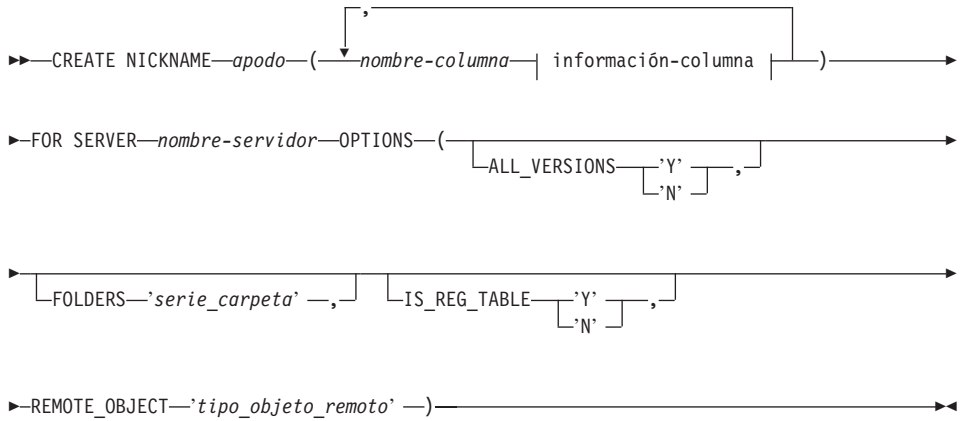 ,
CREATE NICKNAME apodo ( nombre-columna información-columna )
FOR SERVER nombre-servidor OPTIONS (
ALL_VERSIONS ’Y’ ,
’N’
FOLDERS ’serie_carpeta’ , IS_REG_TABLE ’Y’ ,
’N’
REMOTE_OBJECT ’tipo_objeto_remoto’ )